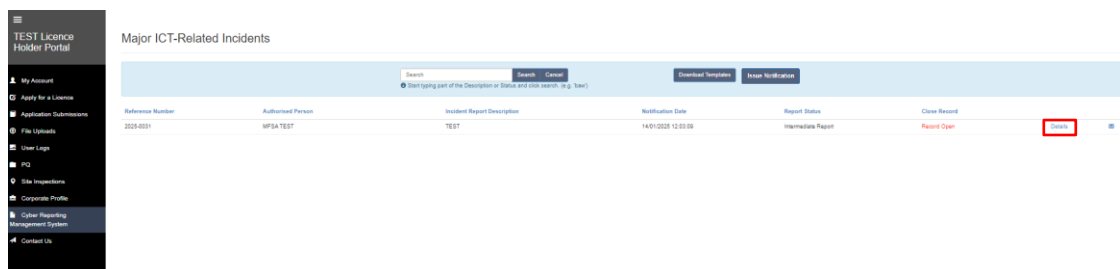 TEST Licence
Holder Portal
My Account
Apply for a Licence
Application Submissions
File Uploads
User Logs
PQ
Site Inspections
Corporate Profile
Cyber Reporting
Management System
Contact Us
Major ICT-Related Incidents
Search Search Cancel Download Templates Issue Notification
Start typing part of the Description or Status and click search. (e.g. 'baw')
Reference Number Authorised Person Incident Report Description Notification Date Report Status Close Record
2025-0031 MFSA TEST TEST 14/01/2025 12:03:09 Intermediate Report Record Open Details